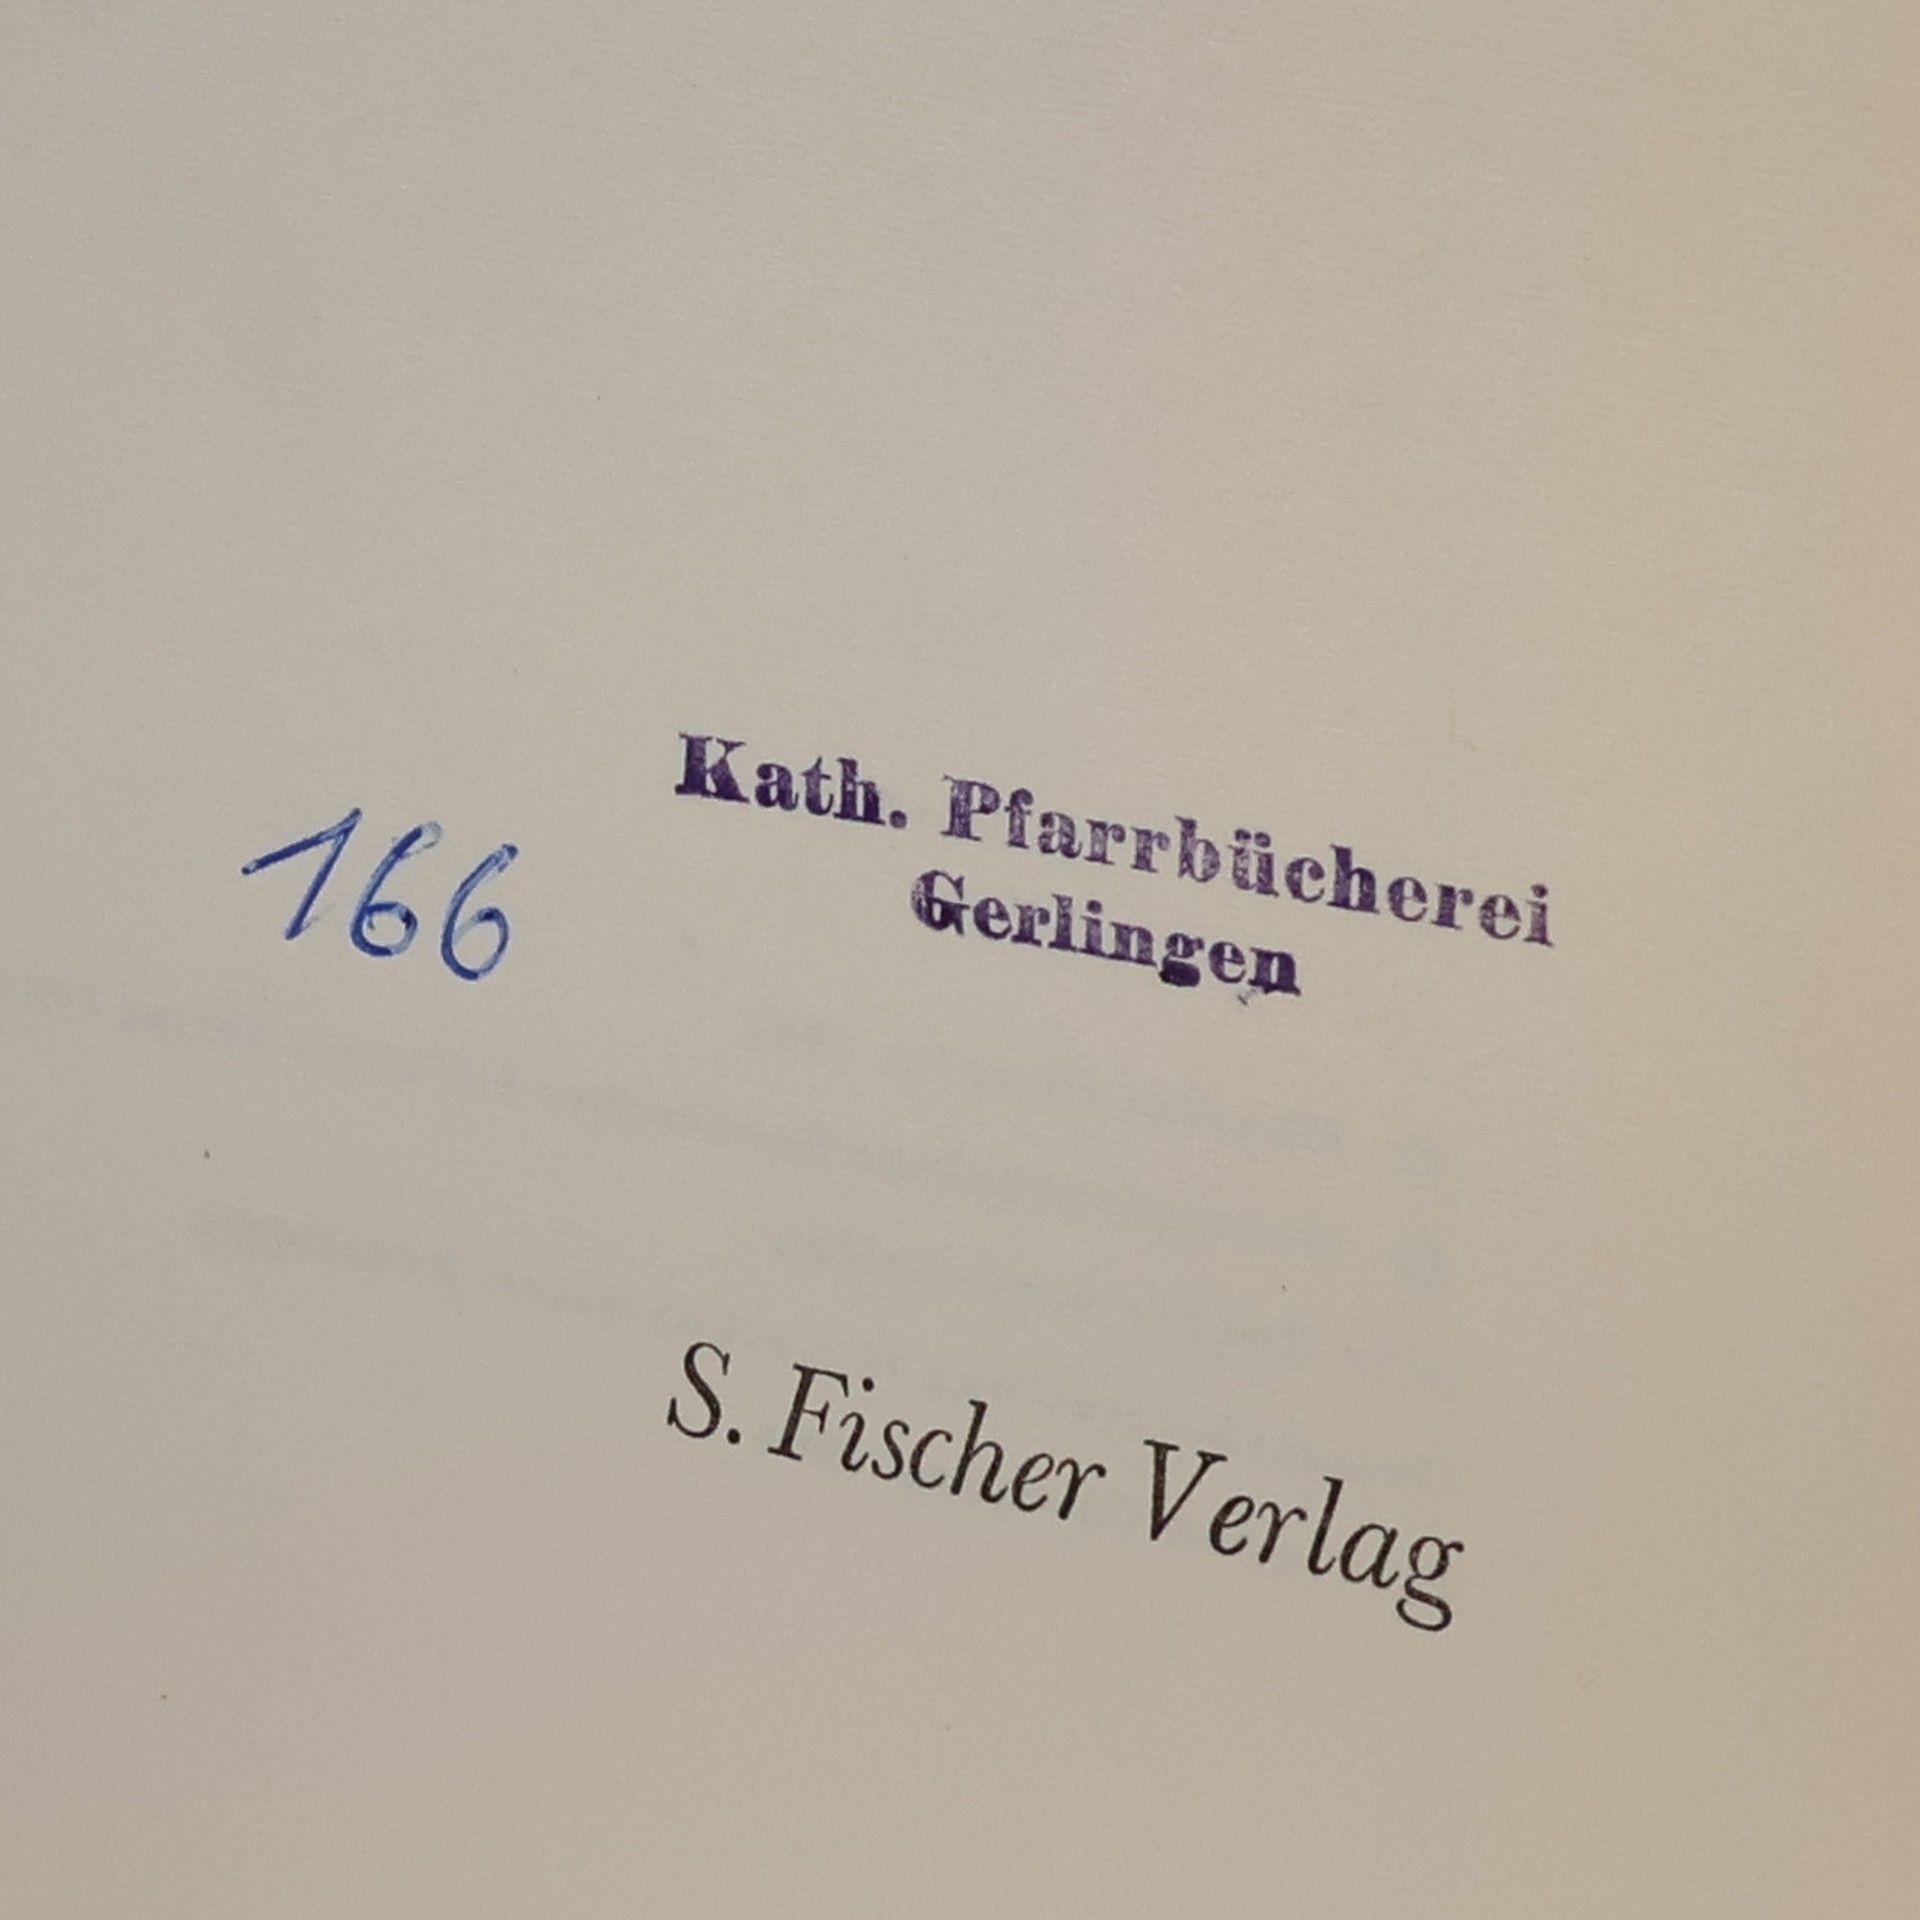 166
Kath. Pfarrbücherei
Gerlingen
S. Fischer Verlag